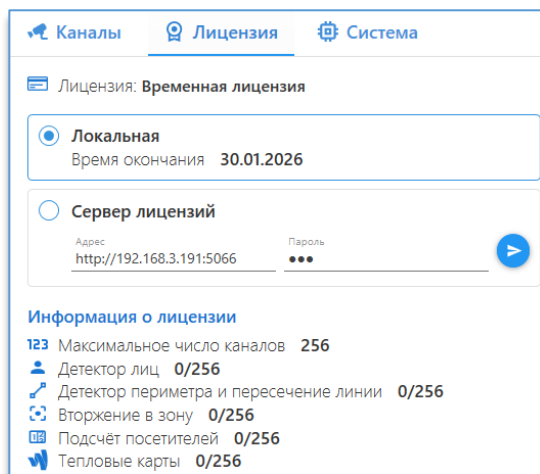 Каналы Лицензия Система
Лицензия: Временная лицензия
Локальная
Время окончания 30.01.2026
Сервер лицензий
Адрес Пароль
http://192.168.3.191:5066 •••
Информация о лицензии
123 Максимальное число каналов 256
Детектор лиц 0/256
Детектор периметра и пересечение линии 0/256
Вторжение в зону 0/256
Подсчёт посетителей 0/256
Тепловые карты 0/256